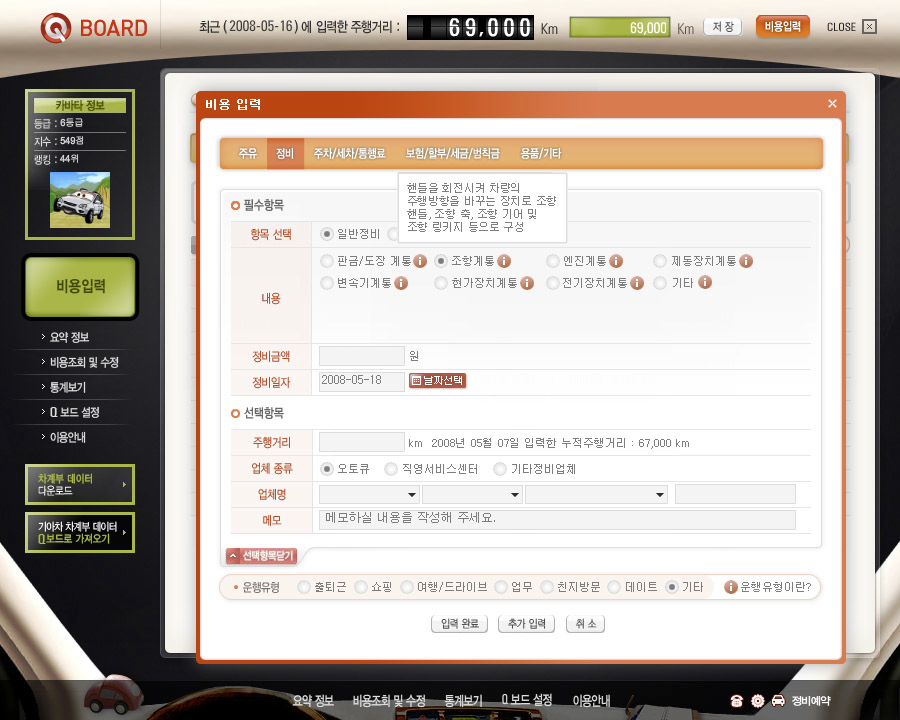 Q BOARD
최근 ( 2008-05-16 ) 에 입력한 주행거리 : 69,000 Km 69,000 Km 저 장 비용입력 CLOSE
카바타 정보
등급 : 6등급
지수 : 549점
랭킹 : 44위
비용입력
요약 정보
비용조회 및 수정
통계보기
Q 보드 설정
이용안내
차계부 데이터
다운로드
기아차 차계부 데이터
Q보드로 가져오기
비용 입력
주유 정비 주차/세차/통행료 보험/할부/세금/범칙금 용품/기타
핸들을 회전시켜 차량의
주행방향을 바꾸는 장치로 조향
핸들, 조향 축, 조향 기어 및
조향 링키지 등으로 구성
필수항목
항목 선택 일반정비
내용
판금/도장 계통 조향계통 엔진계통 제동장치계통
변속기계통 현가장치계통 전기장치계통 기타
정비금액 원
정비일자 2008-05-18 날짜선택
선택항목
주행거리 km 2008년 05월 07일 입력한 누적주행거리 : 67,000 km
업체 종류 오토큐 직영서비스센터 기타정비업체
업체명
메모 메모하실 내용을 작성해 주세요.
선택항목닫기
운행유형 출퇴근 쇼핑 여행/드라이브 업무 친지방문 데이트 기타 운행유형이란?
입력 완료 추가 입력 취 소
요약 정보 비용조회 및 수정 통계보기 Q 보드 설정 이용안내 정비예약